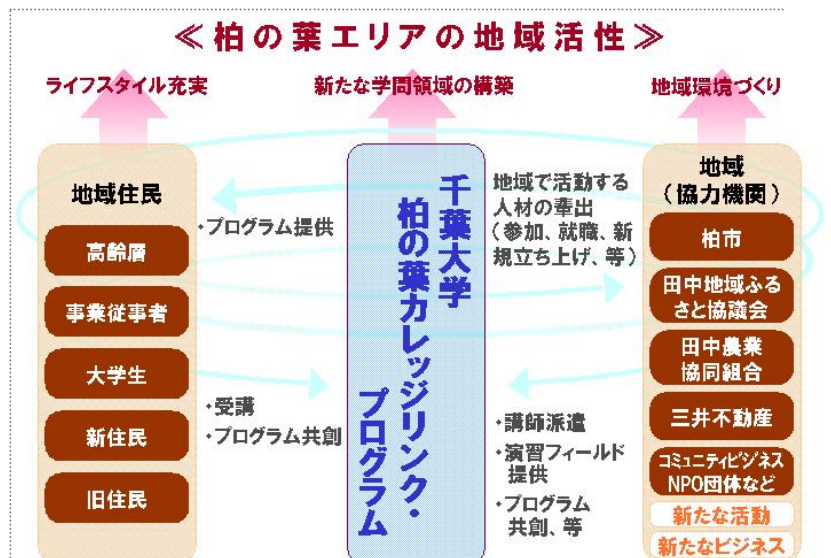 ≪柏の葉エリアの地域活性≫
ライフスタイル充実
新たな学問領域の構築
地域環境づくり
地域住民
高齢層
事業従事者
大学生
新住民
旧住民
・プログラム提供
・受講
・プログラム共創
千葉大学
柏の葉カレッジリンク・
プログラム
地域で活動する
人材の輩出
（参加、就職、新
規立ち上げ、等）
・講師派遣
・演習フィールド
提供
・プログラム
共創、等
地域
（協力機関）
柏市
田中地域ふる
さと協議会
田中農業
協同組合
三井不動産
コミュニティビジネス
NPO団体など
新たな活動
新たなビジネス